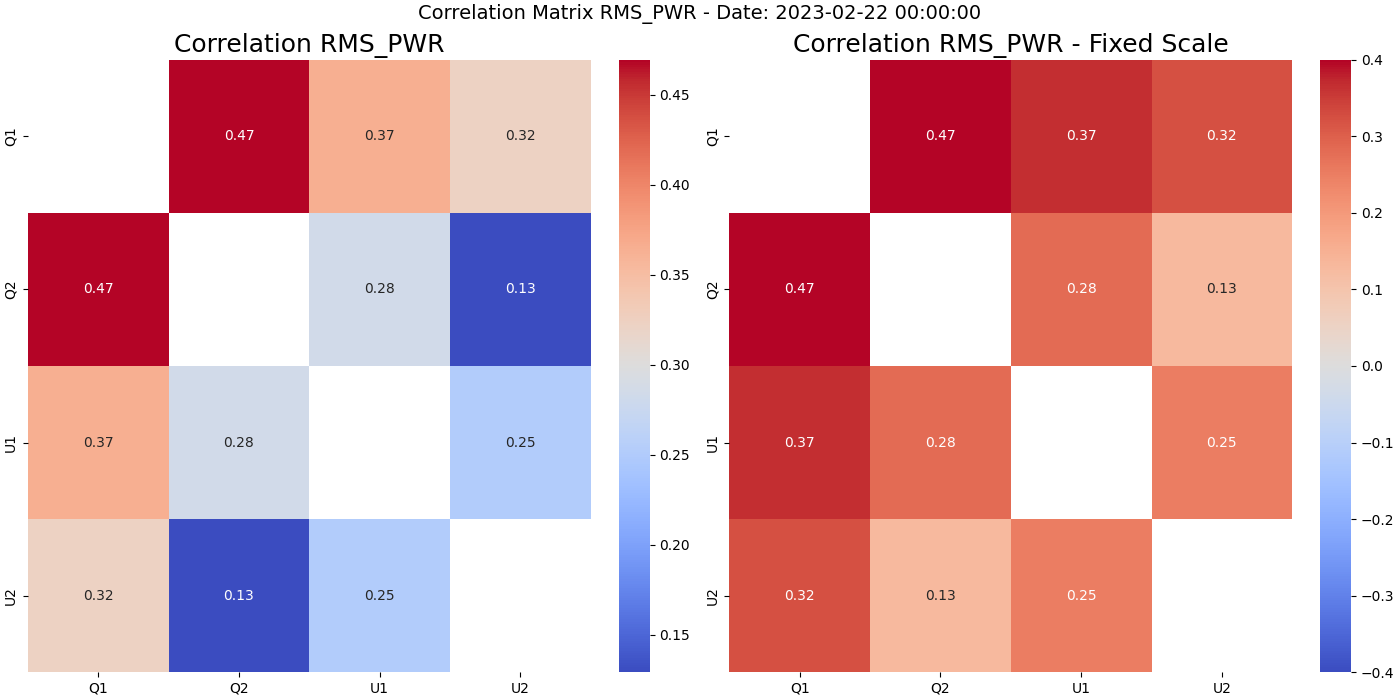 Correlation Matrix RMS_PWR - Date: 2023-02-22 00:00:00
Correlation RMS_PWR
Q1
0.47
0.37
0.32
Q2
0.47
0.28
0.13
U1
0.37
0.28
0.25
U2
0.32
0.13
0.25
Q1
Q2
U1
U2
0.45
0.40
0.35
0.30
0.25
0.20
0.15
Correlation RMS_PWR - Fixed Scale
Q1
0.47
0.37
0.32
Q2
0.47
0.28
0.13
U1
0.37
0.28
0.25
U2
0.32
0.13
0.25
Q1
Q2
U1
U2
0.4
0.3
0.2
0.1
0.0
−0.1
−0.2
−0.3
−0.4